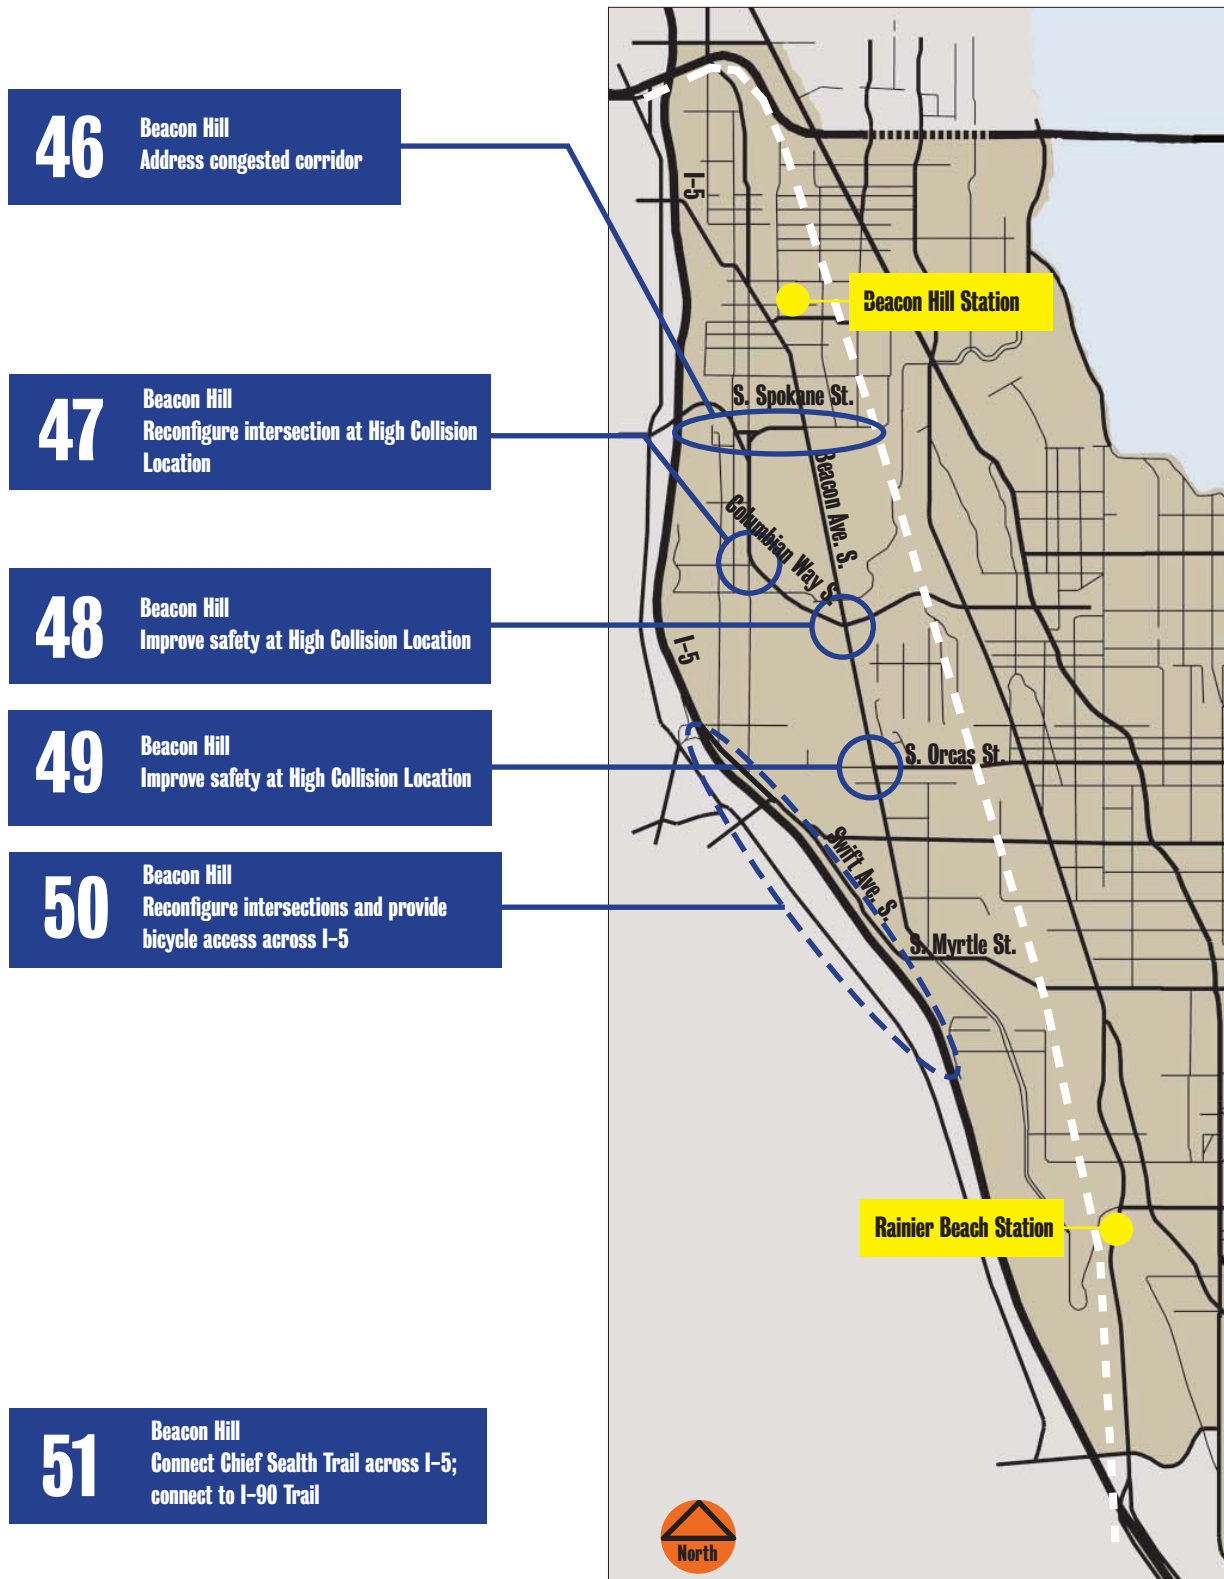 46
Beacon Hill
Address congested corridor
47
Beacon Hill
Reconfigure intersection at High Collision
Location
48
Beacon Hill
Improve safety at High Collision Location
49
Beacon Hill
Improve safety at High Collision Location
50
Beacon Hill
Reconfigure intersections and provide
bicycle access across I-5
51
Beacon Hill
Connect Chief Sealth Trail across I-5;
connect to I-90 Trail
I-5
Beacon Hill Station
S. Spokane St.
Beacon Ave. S.
Columbian Way S.
I-5
S. Orcas St.
Swift Ave. S.
S. Myrtle St.
Rainier Beach Station
North